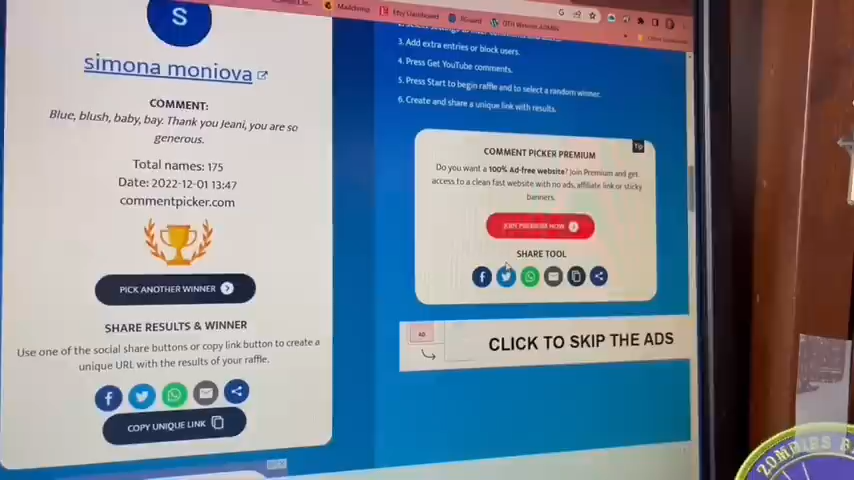 Mailchimp
Etsy Dashboard
S
simona moniova
COMMENT:
Blue, blush, baby, bay. Thank you Jeani, you are so
generous.
Total names: 175
Date: 2022-12-01 13:47
commentpicker.com
PICK ANOTHER WINNER
SHARE RESULTS & WINNER
Use one of the social share buttons or copy link button to create a
unique URL with the results of your raffle.
COPY UNIQUE LINK
3. Add extra entries or block users.
4. Press Get YouTube comments.
5. Press Start to begin raffle and to select a random winner.
6. Create and share a unique link with results.
Tip
COMMENT PICKER PREMIUM
Do you want a 100% Ad-free website? Join Premium and get
access to a clean fast website with no ads, affiliate link or sticky
banners.
JOIN PREMIUM NOW
SHARE TOOL
AD
CLICK TO SKIP THE ADS
ZOMBIES